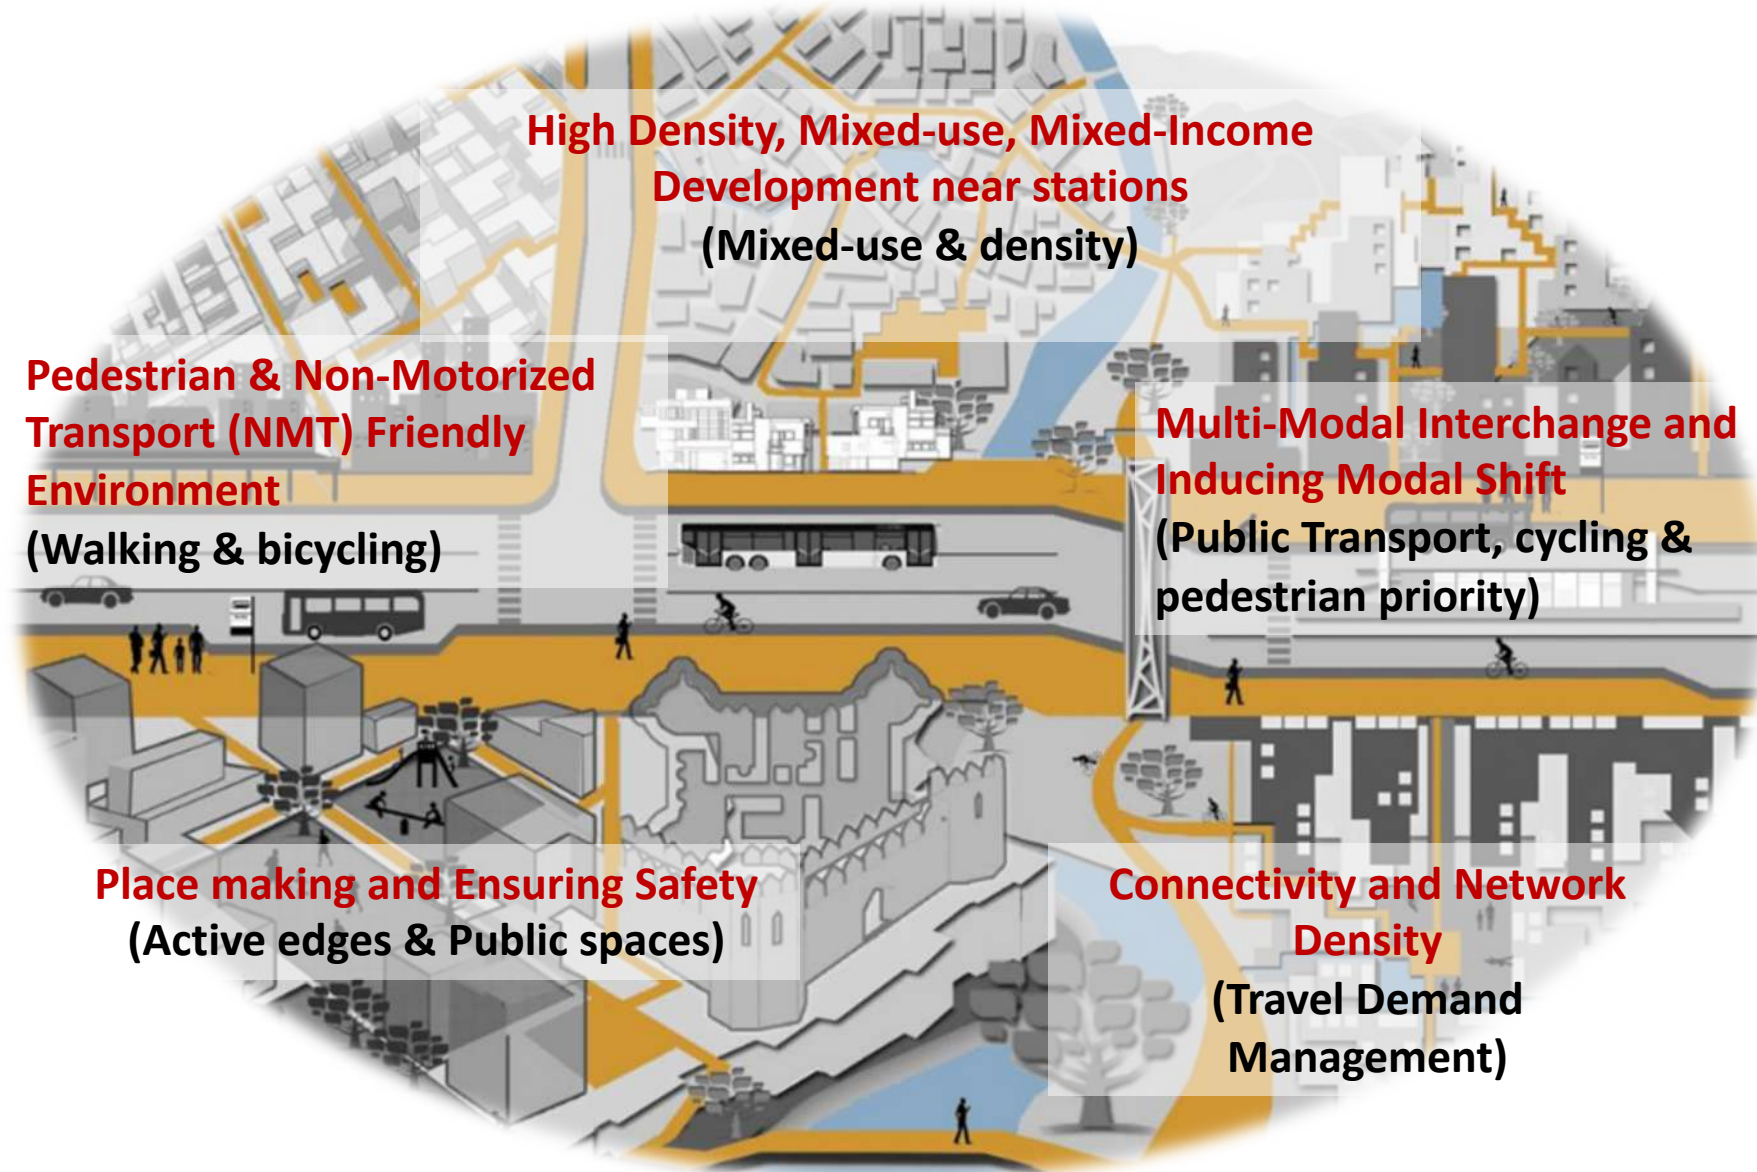 High Density, Mixed-use, Mixed-Income
Development near stations
(Mixed-use & density)
Pedestrian & Non-Motorized
Transport (NMT) Friendly
Environment
(Walking & bicycling)
Multi-Modal Interchange and
Inducing Modal Shift
(Public Transport, cycling &
pedestrian priority)
Place making and Ensuring Safety
(Active edges & Public spaces)
Connectivity and Network
Density
(Travel Demand
Management)